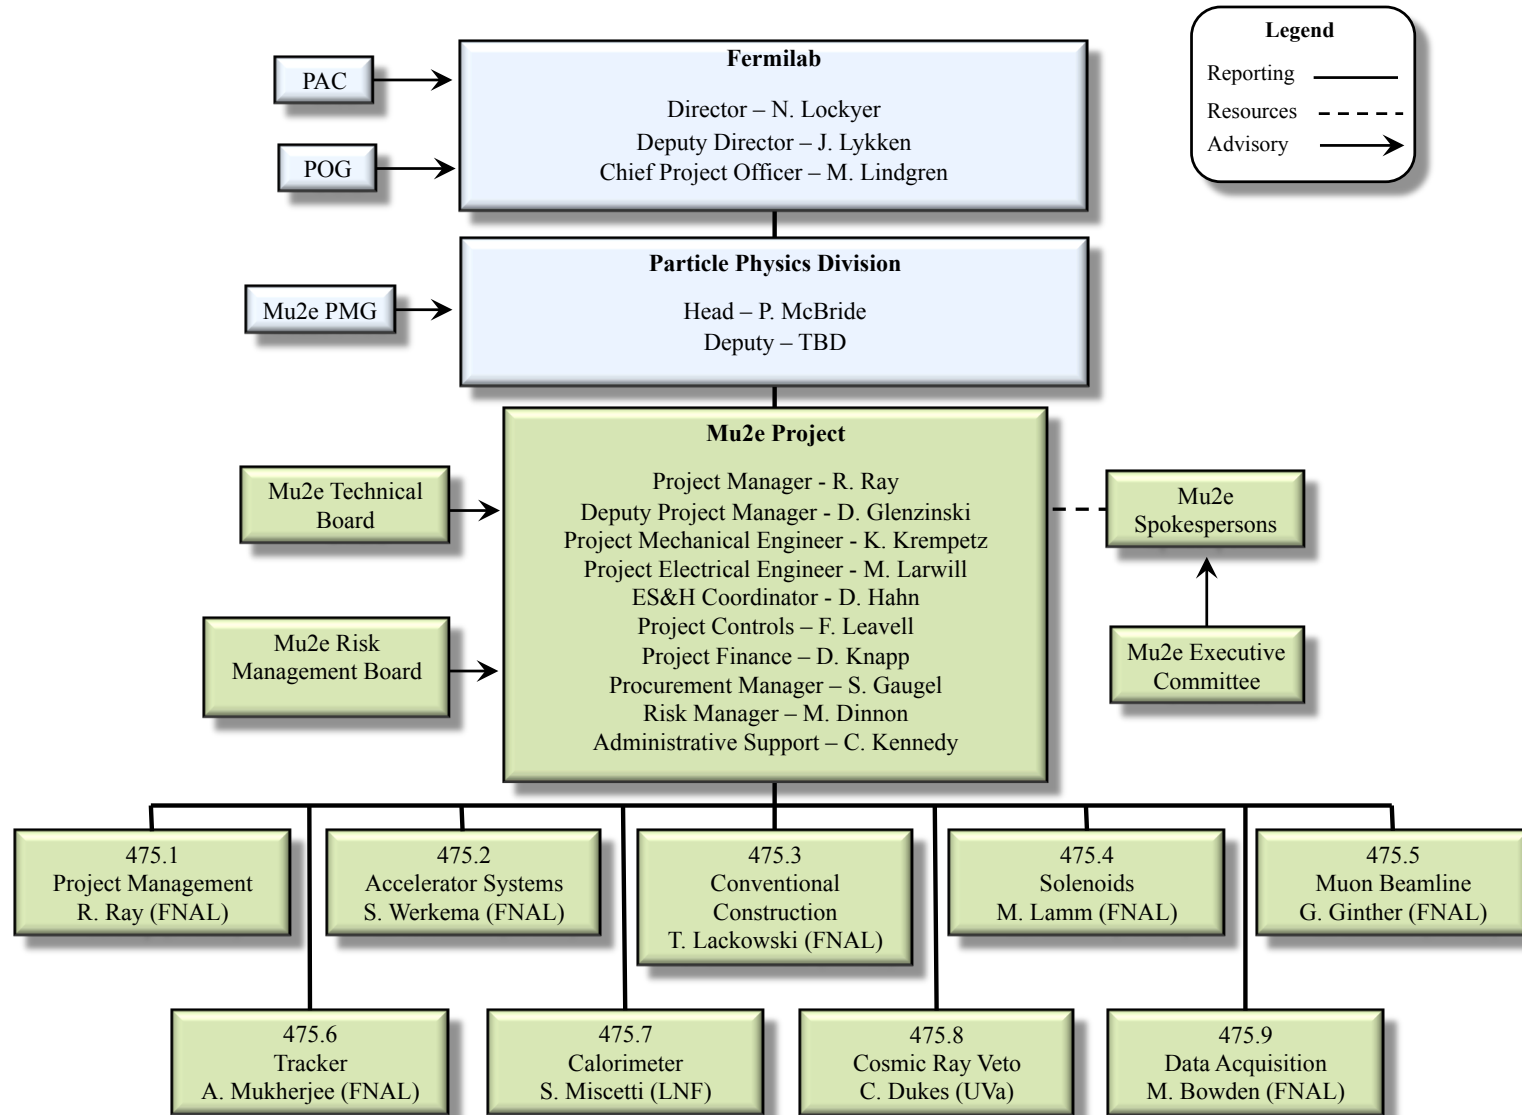 Legend
Reporting
Resources
Advisory
PAC
POG
Fermilab
Director – N. Lockyer
Deputy Director – J. Lykken
Chief Project Officer – M. Lindgren
Mu2e PMG
Particle Physics Division
Head – P. McBride
Deputy – TBD
Mu2e Project
Project Manager - R. Ray
Deputy Project Manager - D. Glenzinski
Project Mechanical Engineer - K. Krempetz
Project Electrical Engineer - M. Larwill
ES&H Coordinator - D. Hahn
Project Controls – F. Leavell
Project Finance – D. Knapp
Procurement Manager – S. Gaugel
Risk Manager – M. Dinnon
Administrative Support – C. Kennedy
Mu2e Technical
Board
Mu2e Risk
Management Board
Mu2e
Spokespersons
Mu2e Executive
Committee
475.1
Project Management
R. Ray (FNAL)
475.2
Accelerator Systems
S. Werkema (FNAL)
475.3
Conventional
Construction
T. Lackowski (FNAL)
475.4
Solenoids
M. Lamm (FNAL)
475.5
Muon Beamline
G. Ginther (FNAL)
475.6
Tracker
A. Mukherjee (FNAL)
475.7
Calorimeter
S. Miscetti (LNF)
475.8
Cosmic Ray Veto
C. Dukes (UVa)
475.9
Data Acquisition
M. Bowden (FNAL)